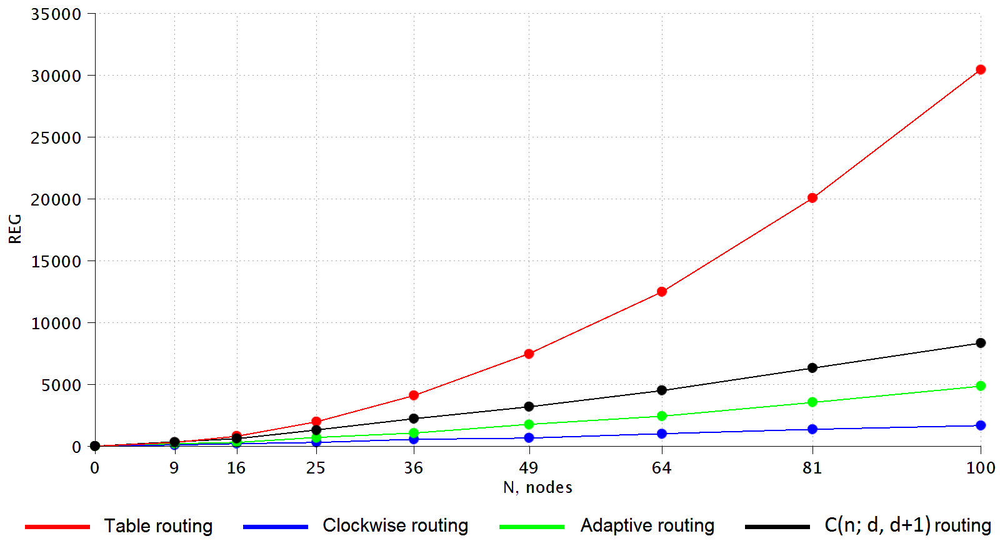 35000
30000
25000
20000
15000
10000
5000
0
REG
0 9 16 25 36 49 64 81 100
N, nodes
Table routing Clockwise routing Adaptive routing C(n; d, d+1) routing